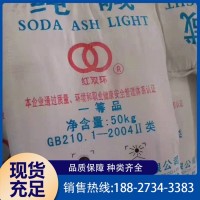 纯碱
SODA ASH LIGHT
红双环
本企业通过质量、环境和职业健康安全管理体系认证
等品
净含量:50kg
GB210.1—2004Ⅱ类
现货
充足
品质保障 种类齐全
销售热线:188-2734-3383